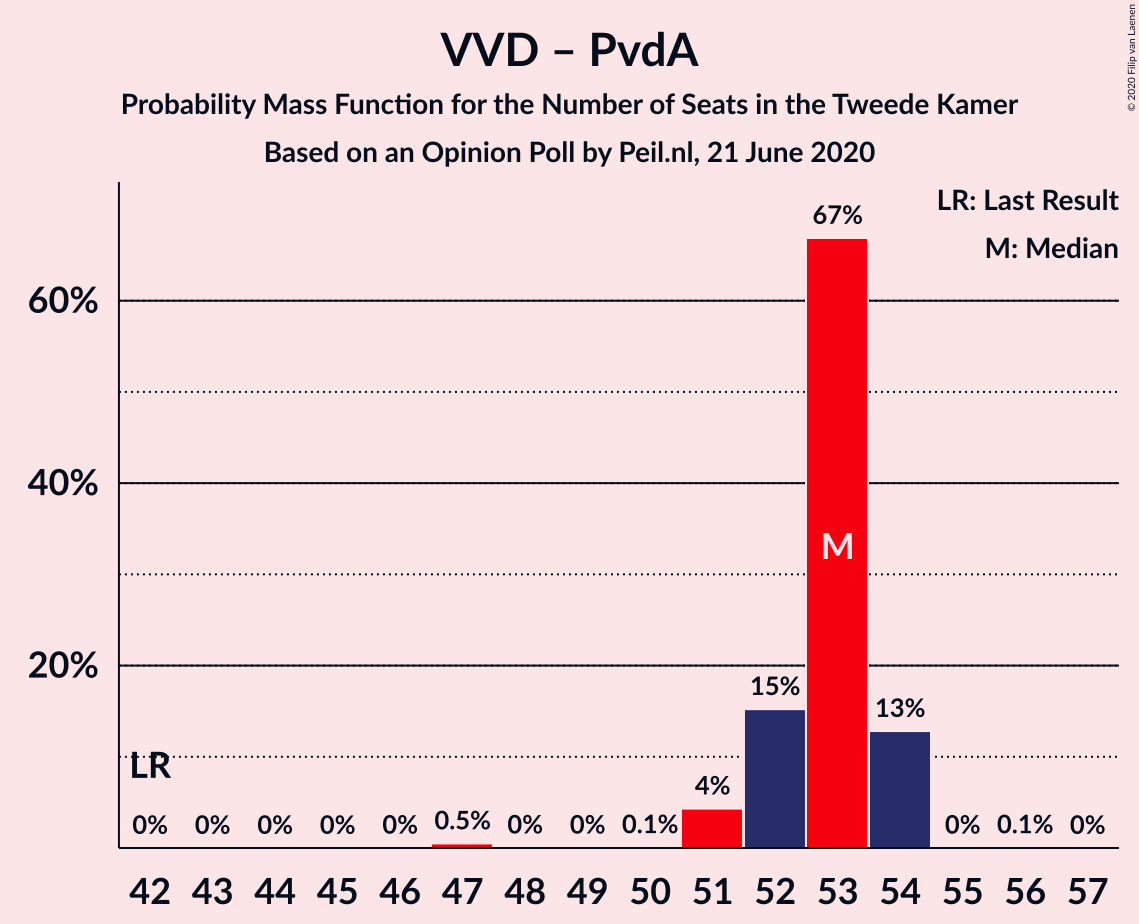 VVD – PvdA
Probability Mass Function for the Number of Seats in the Tweede Kamer
Based on an Opinion Poll by Peil.nl, 21 June 2020
© 2020 Filip van Laenen
LR: Last Result
M: Median
60%
40%
20%
67%
M
15%
13%
LR
4%
0% 0% 0% 0% 0% 0.5% 0% 0% 0.1% 0% 0.1% 0%
42 43 44 45 46 47 48 49 50 51 52 53 54 55 56 57